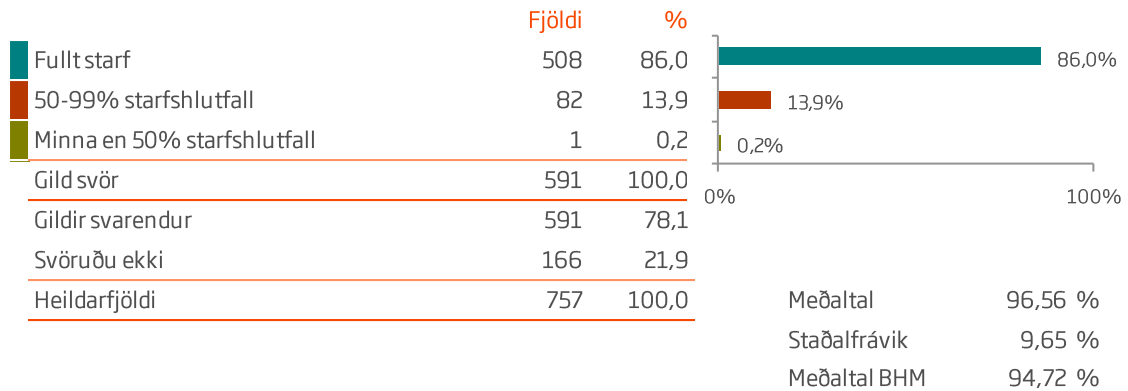 Fjöldi %
Fullt starf 508 86,0
50-99% starfshlutfall 82 13,9
Minna en 50% starfshlutfall 1 0,2
Gild svör 591 100,0
Gildir svarendur 591 78,1
Svöruðu ekki 166 21,9
Heildarfjöldi 757 100,0
86,0%
13,9%
0,2%
0% 100%
Meðaltal 96,56 %
Staðalfrávik 9,65 %
Meðaltal BHM 94,72 %